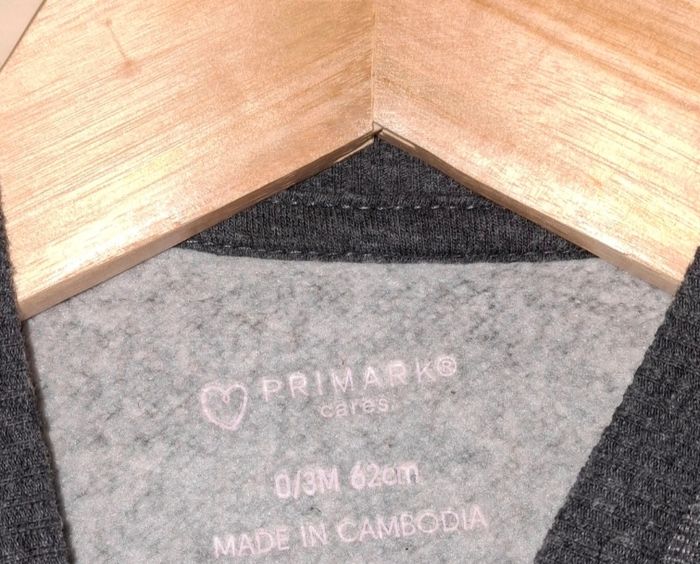 PRIMARK®
cares
0/3M 62cm
MADE IN CAMBODIA